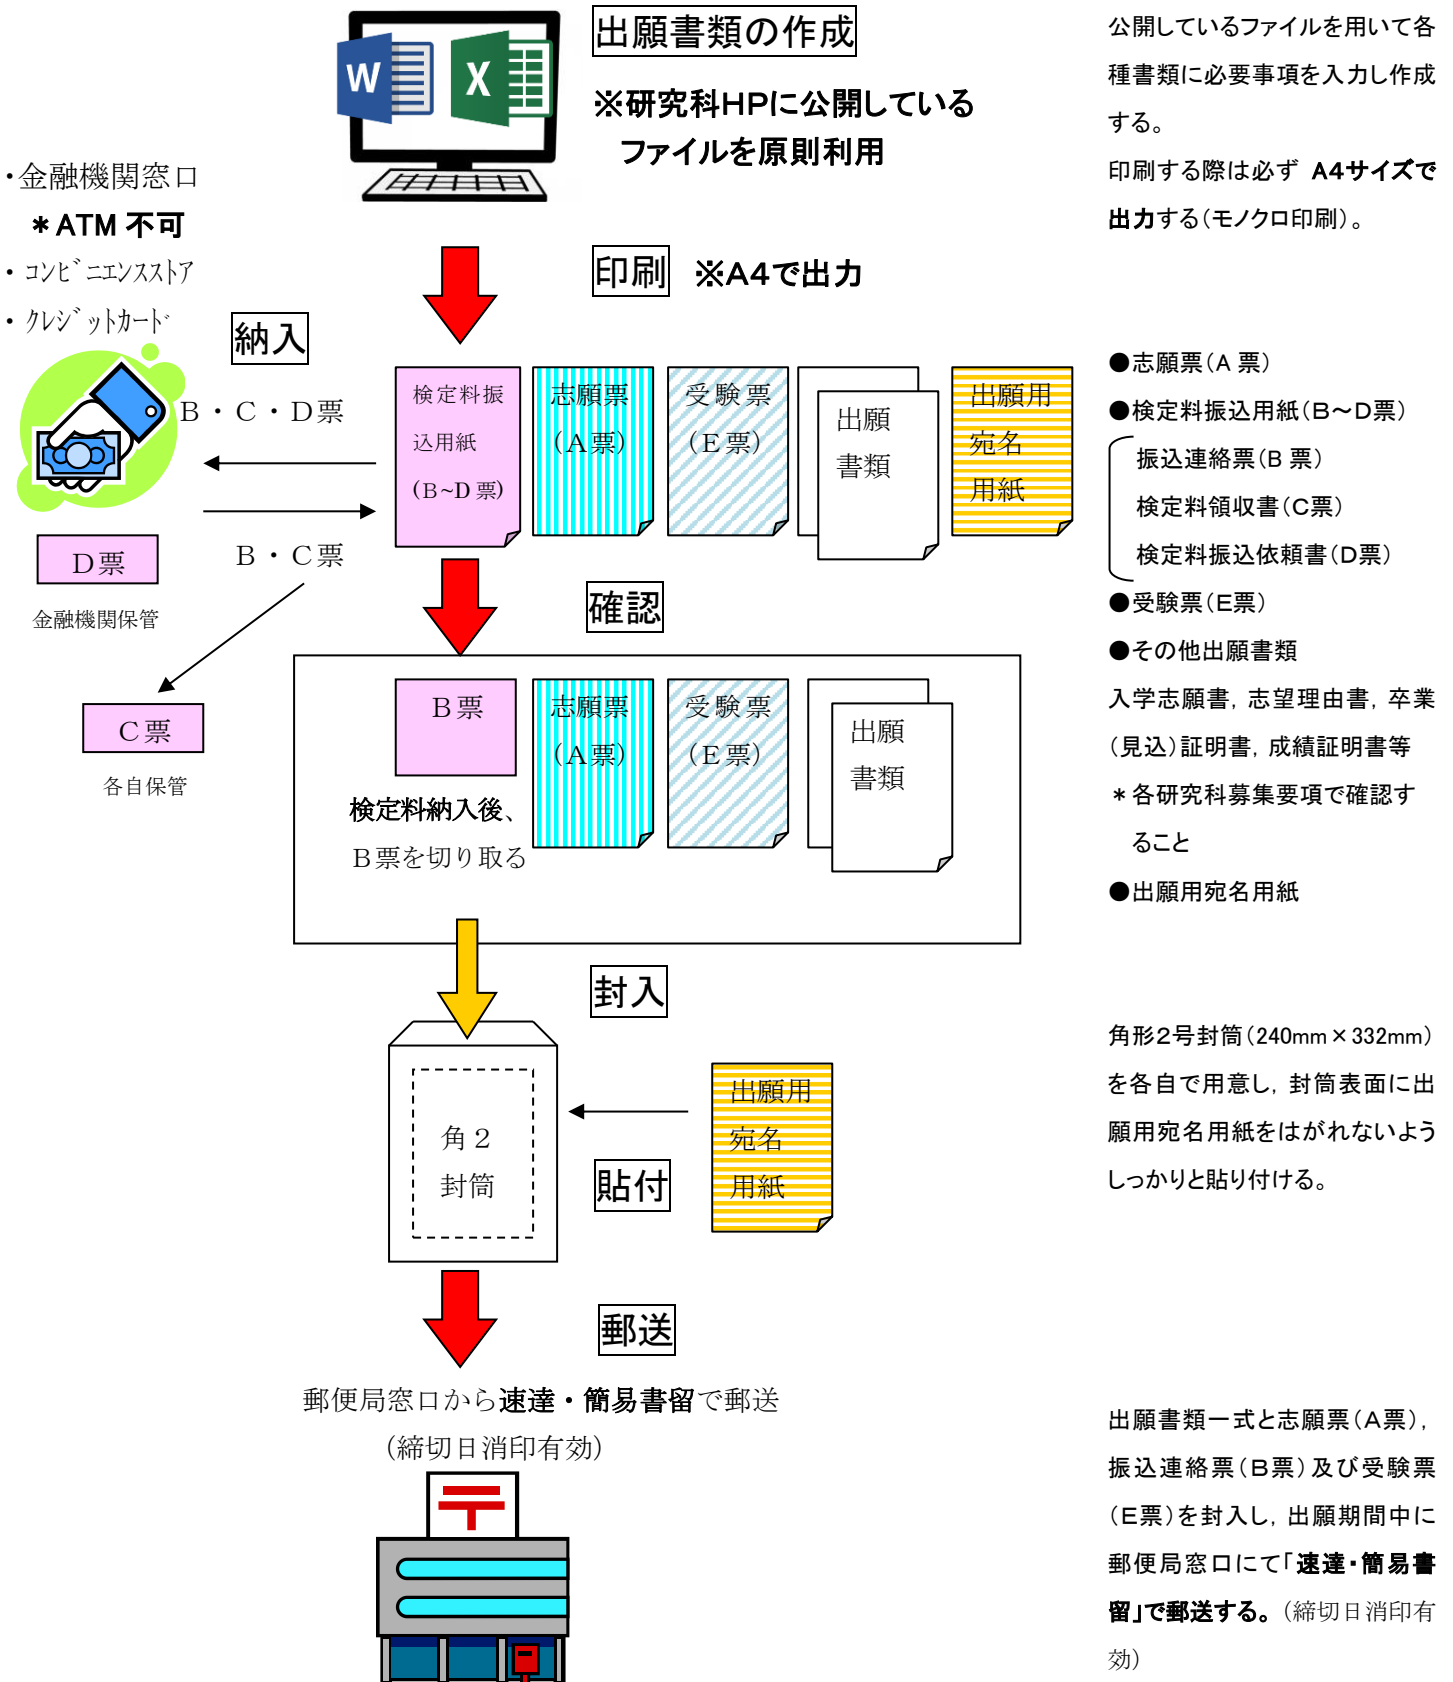 出願書類の作成
※研究科HPに公開している
ファイルを原則利用
W
X
・金融機関窓口
＊ATM 不可
・コンビニエンスストア
・クレジットカード
印刷
※A4で出力
納入
B・C・D票
B・C票
D票
金融機関保管
C票
各自保管
検定料振
込用紙
(B~D 票)
志願票
(A票)
受験票
(E票)
出願
書類
出願用
宛名
用紙
確認
B票
検定料納入後、
B票を切り取る
志願票
(A票)
受験票
(E票)
出願
書類
封入
角２
封筒
貼付
出願用
宛名
用紙
郵送
郵便局窓口から速達・簡易書留で郵送
(締切日消印有効)
公開しているファイルを用いて各
種書類に必要事項を入力し作成
する。
印刷する際は必ず A4サイズで
出力する(モノクロ印刷)。
●志願票(A 票)
●検定料振込用紙(B～D票)
振込連絡票(B 票)
検定料領収書(C票)
検定料振込依頼書(D票)
●受験票(E票)
●その他出願書類
入学志願書, 志望理由書, 卒業
(見込)証明書, 成績証明書等
＊各研究科募集要項で確認す
ること
●出願用宛名用紙
角形2号封筒(240mm×332mm)
を各自で用意し, 封筒表面に出
願用宛名用紙をはがれないよう
しっかりと貼り付ける。
出願書類一式と志願票(A票),
振込連絡票(B票)及び受験票
(E票)を封入し, 出願期間中に
郵便局窓口にて「速達・簡易書
留」で郵送する。(締切日消印有
効)